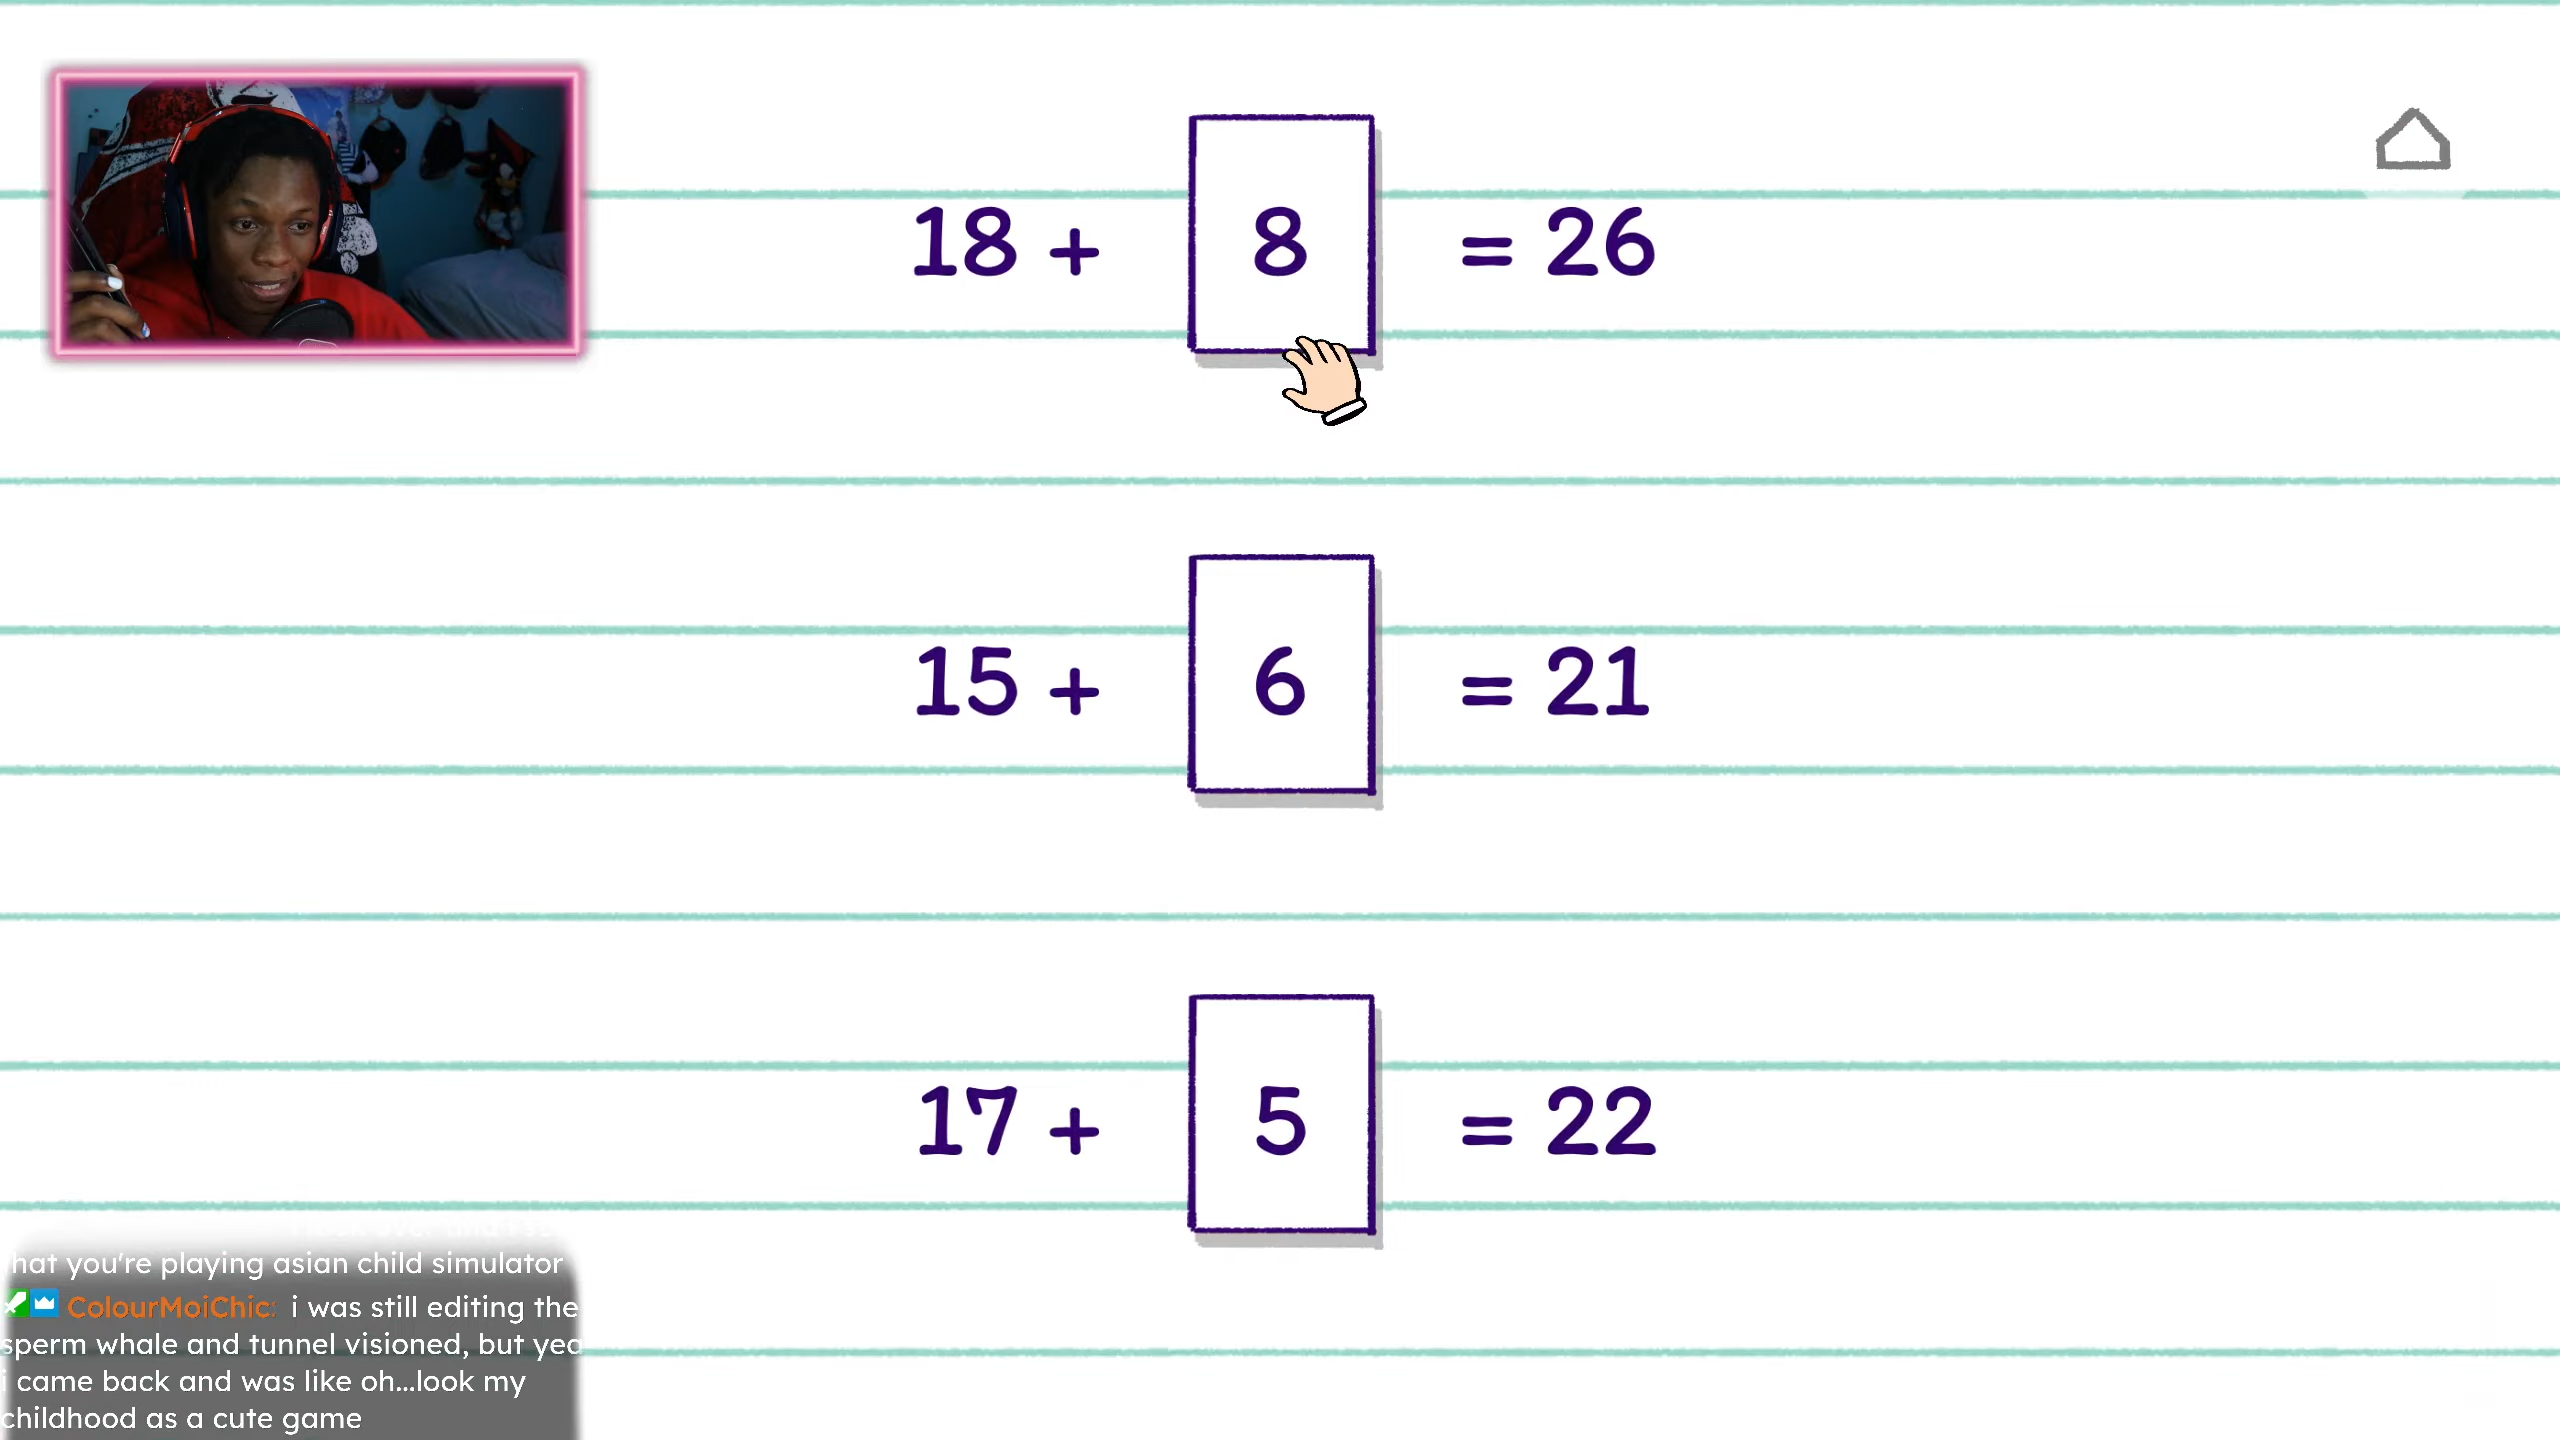 18 + 8 = 26
15 + 6 = 21
17 + 5 = 22
hat you're playing asian child simulator
ColourMoiChic: i was still editing the
sperm whale and tunnel visioned, but yea
i came back and was like oh...look my
childhood as a cute game